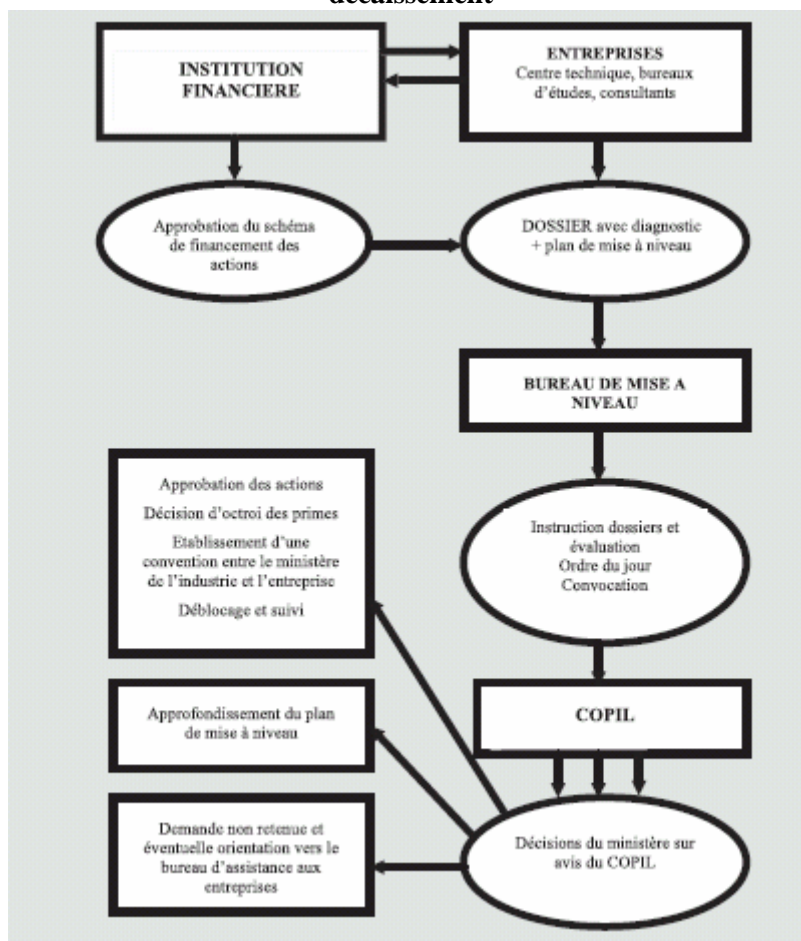 décaissement
INSTITUTION
FINANCIERE
ENTREPRISES
Centre technique, bureaux
d'études, consultants
Approbation du schéma
de financement des
actions
DOSSIER avec diagnostic
+ plan de mise à niveau
BUREAU DE MISE A
NIVEAU
Approbation des actions
Décision d'octroi des primes
Etablissement d'une
convention entre le ministère
de l'industrie et l'entreprise
Déblocage et suivi
Instruction dossiers et
évaluation
Ordre du jour
Convocation
COPIL
Approfondissement du plan
de mise à niveau
Demande non retenue et
éventuelle orientation vers le
bureau d'assistance aux
entreprises
Décisions du ministère sur
avis du COPIL